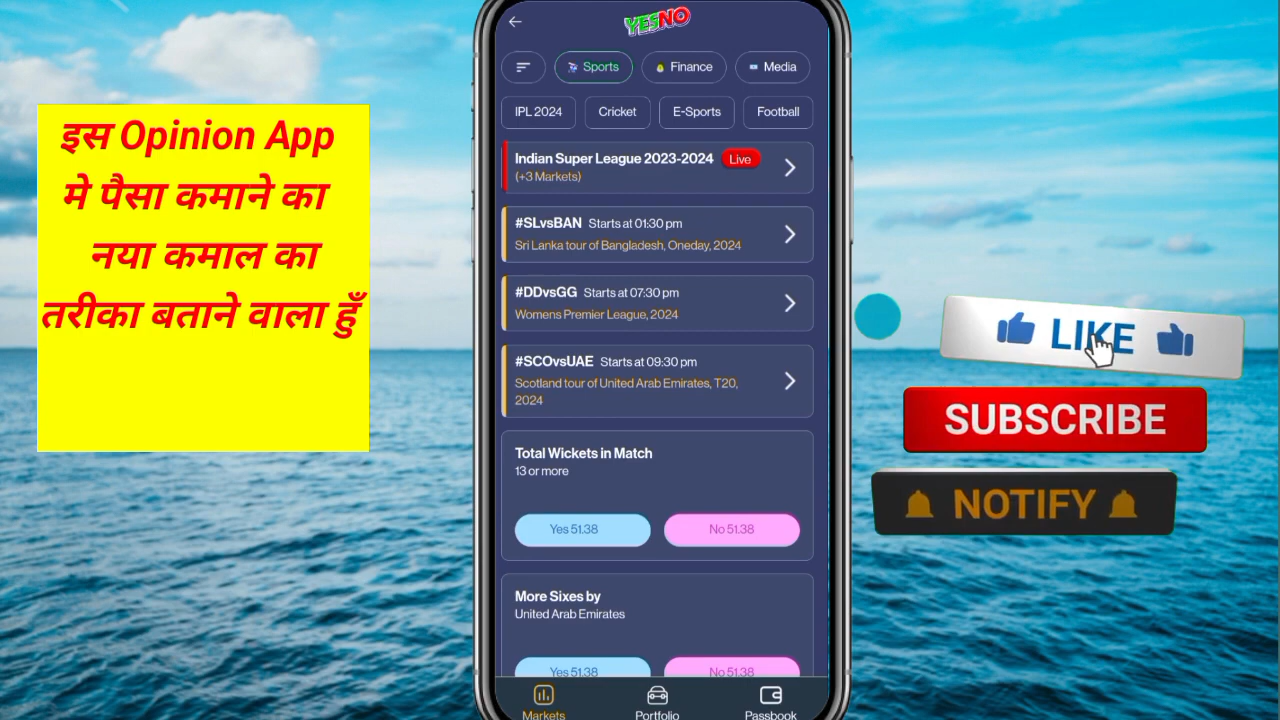 इस Opinion App
मे पैसा कमाने का
नया कमाल का
तरीका बताने वाला हुँ
YESNO
Sports
Finance
Media
IPL 2024
Cricket
E-Sports
Football
Indian Super League 2023-2024 Live
(+3 Markets)
#SLvsBAN Starts at 01:30 pm
Sri Lanka tour of Bangladesh, Oneday, 2024
#DDvsGG Starts at 07:30 pm
Womens Premier League, 2024
#SCOvsUAE Starts at 09:30 pm
Scotland tour of United Arab Emirates, T20,
2024
Total Wickets in Match
13 or more
Yes 51.38
No 51.38
More Sixes by
United Arab Emirates
Yes 51.38
No 51.38
Markets
Portfolio
Passbook
LIKE
SUBSCRIBE
NOTIFY